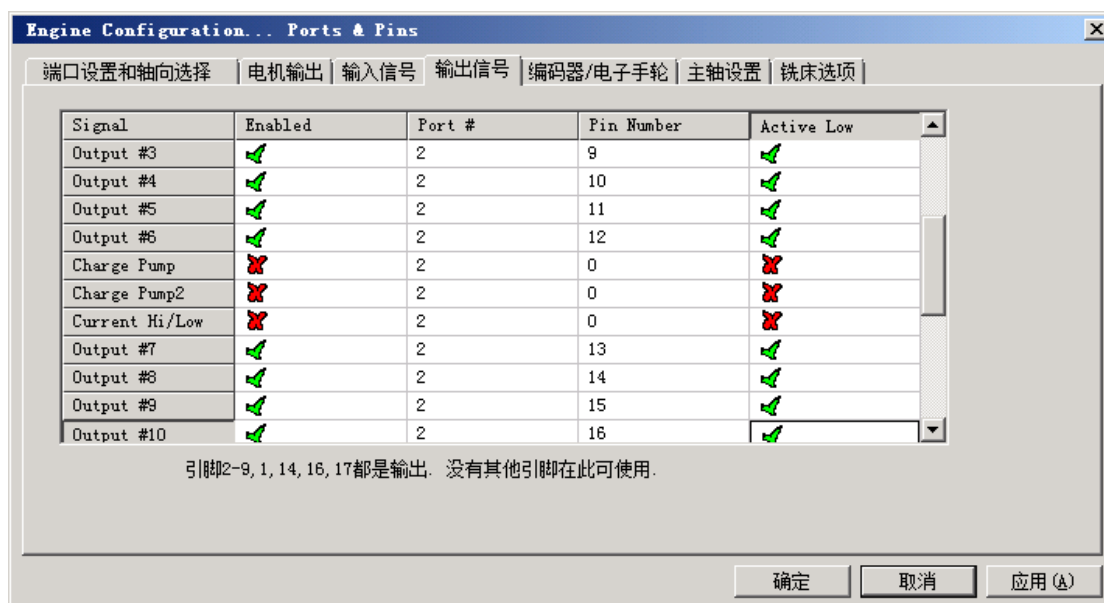 Engine Configuration... Ports & Pins
端口设置和轴向选择 电机输出 输入信号 输出信号 编码器/电子手轮 主轴设置 铣床选项
Signal Enabled Port # Pin Number Active Low
Output #3 2 9
Output #4 2 10
Output #5 2 11
Output #6 2 12
Charge Pump 2 0
Charge Pump2 2 0
Current Hi/Low 2 0
Output #7 2 13
Output #8 2 14
Output #9 2 15
Output #10 2 16
引脚2-9,1,14,16,17都是输出. 没有其他引脚在此可使用.
确定 取消 应用(A)